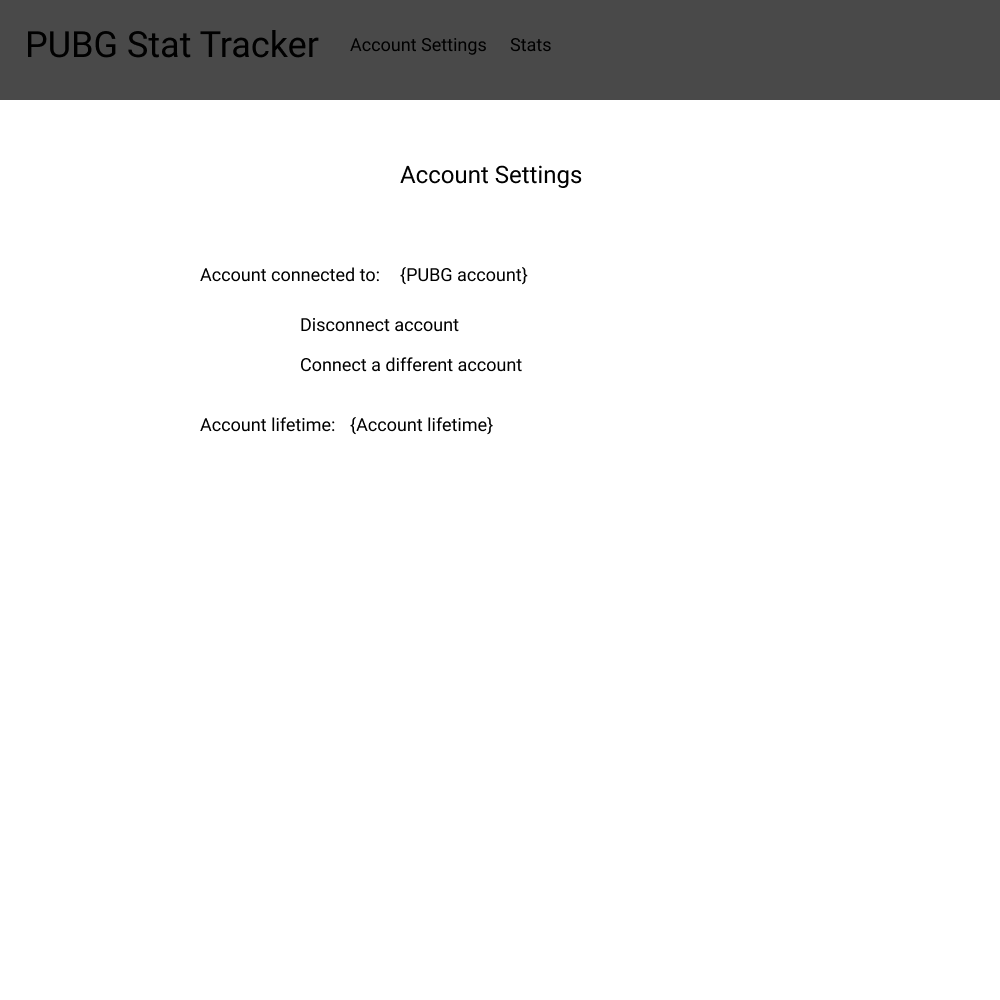 PUBG Stat Tracker Account Settings Stats
Account Settings
Account connected to: {PUBG account}
Disconnect account
Connect a different account
Account lifetime: {Account lifetime}